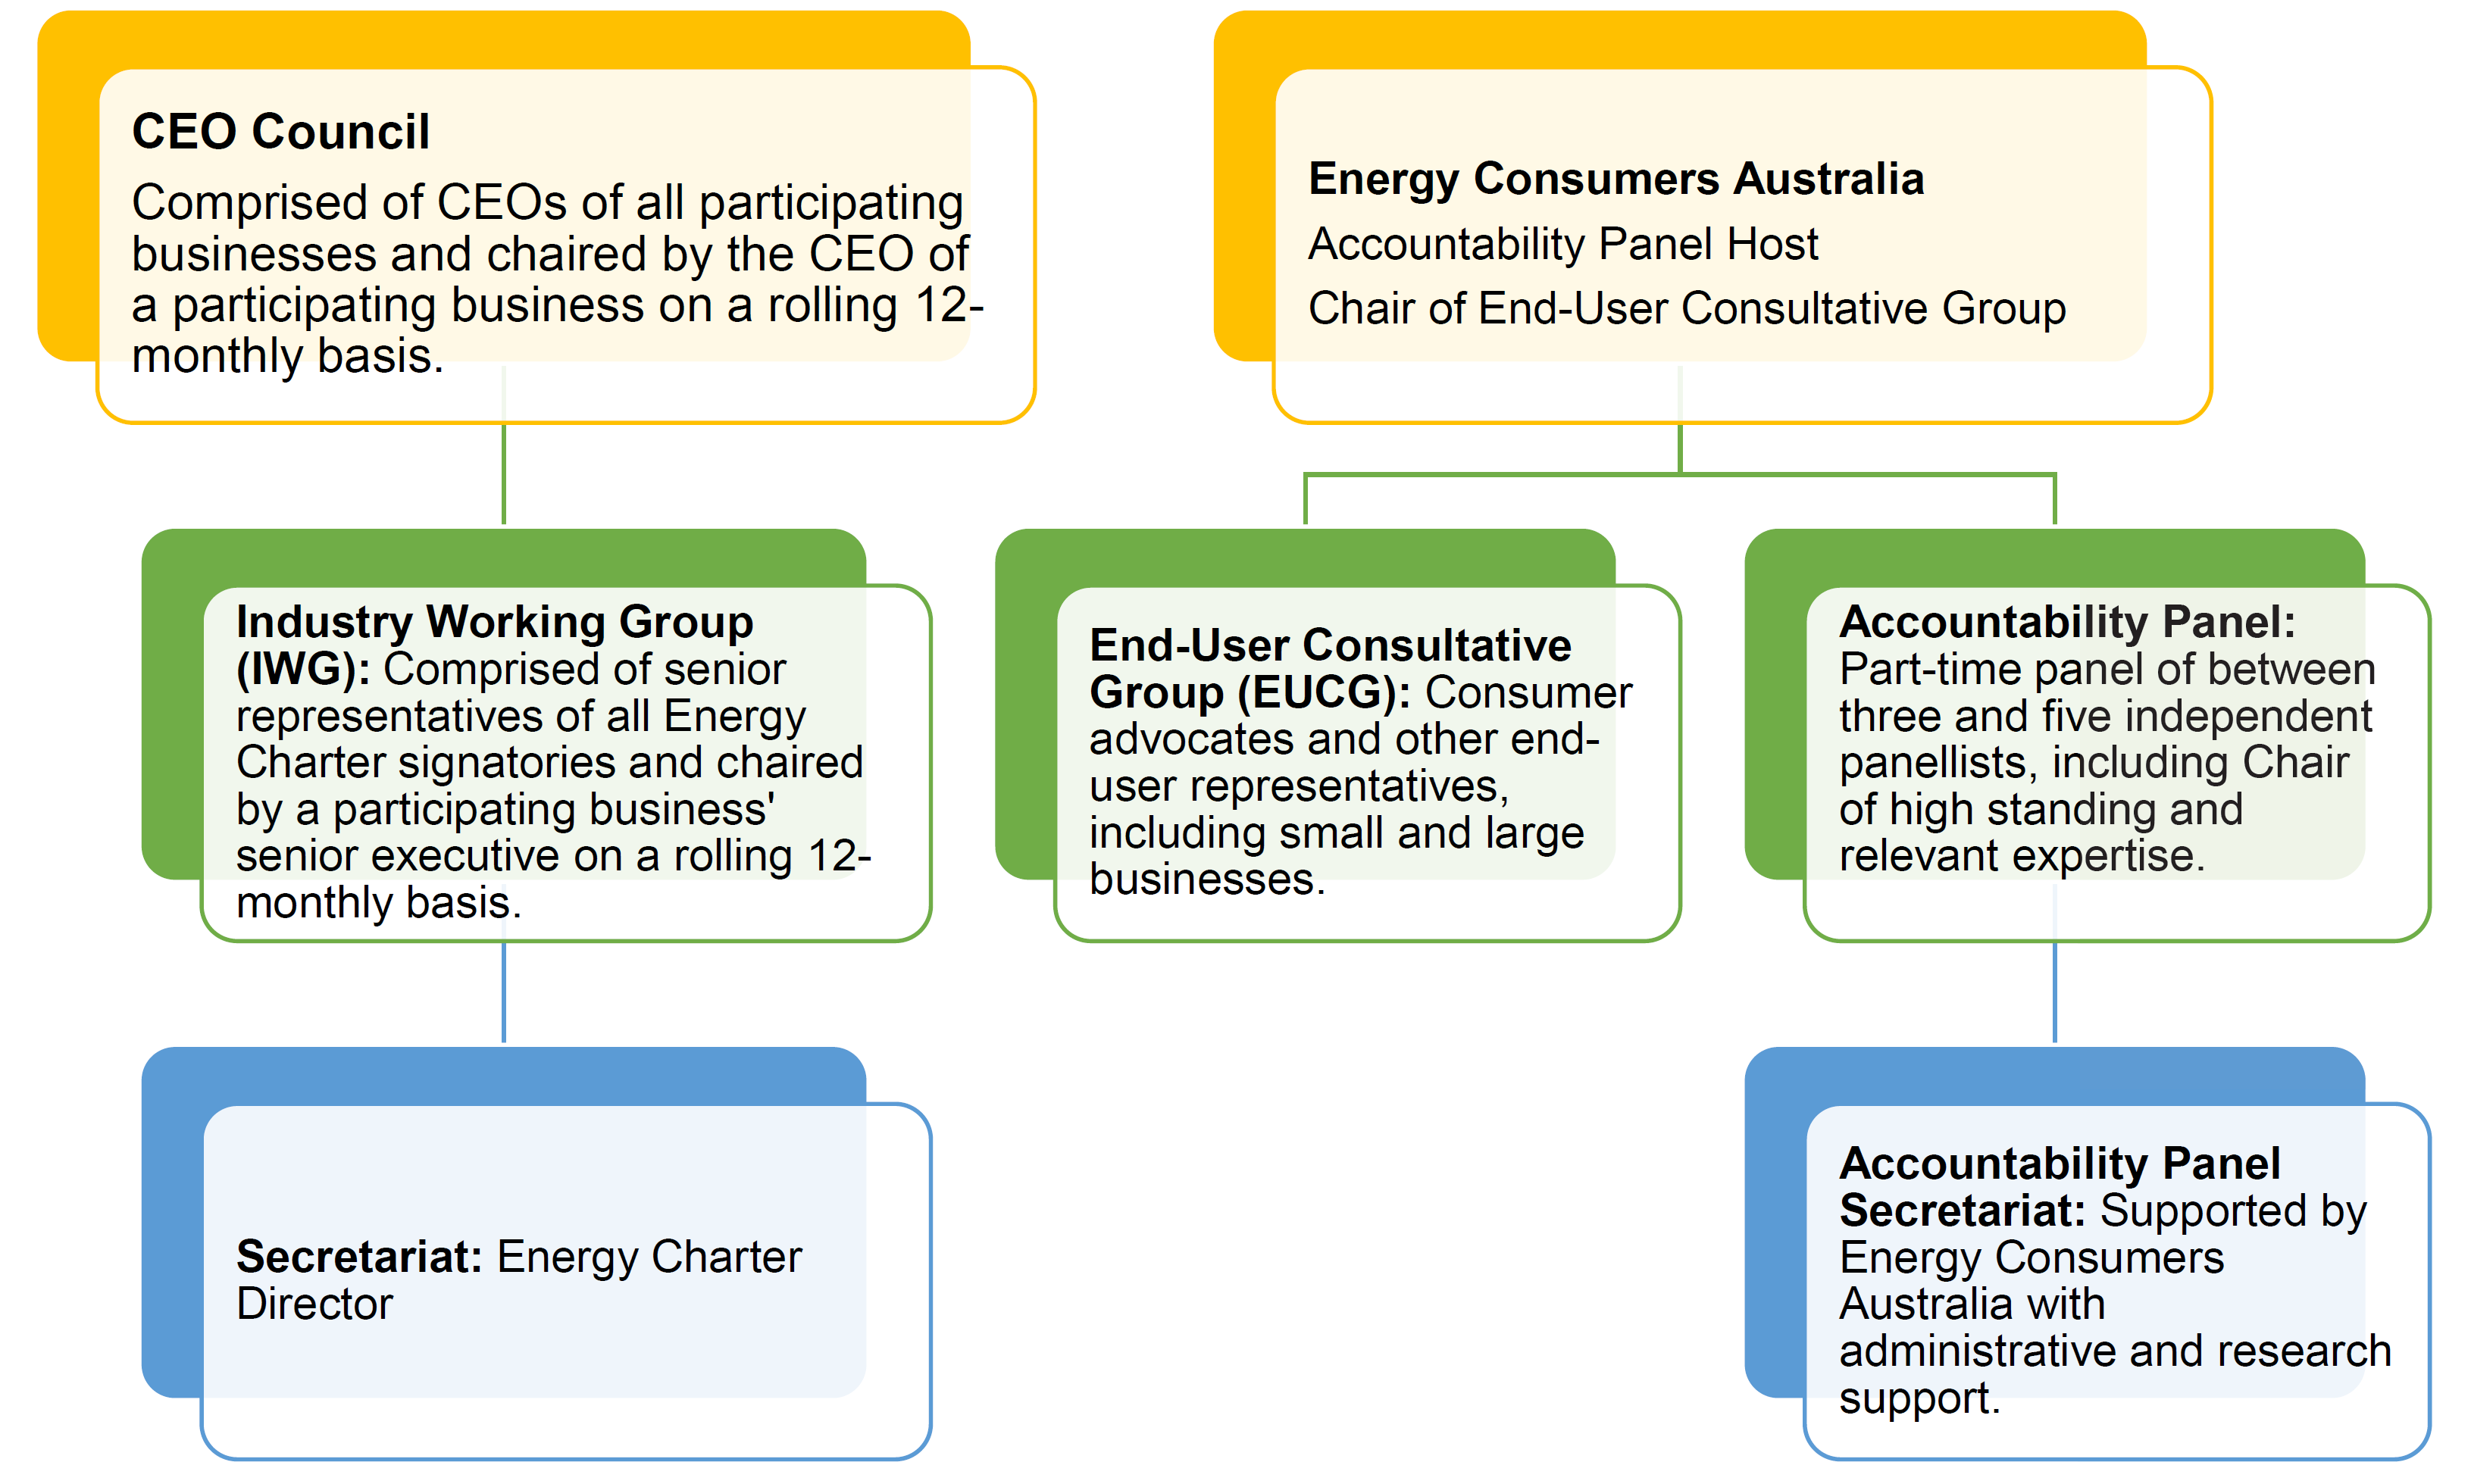 CEO Council
Comprised of CEOs of all participating
businesses and chaired by the CEO of
a participating business on a rolling 12-
monthly basis.
Energy Consumers Australia
Accountability Panel Host
Chair of End-User Consultative Group
Industry Working Group
(IWG): Comprised of senior
representatives of all Energy
Charter signatories and chaired
by a participating business'
senior executive on a rolling 12-
monthly basis.
End-User Consultative
Group (EUCG): Consumer
advocates and other end-
user representatives,
including small and large
businesses.
Accountability Panel:
Part-time panel of between
three and five independent
panellists, including Chair
of high standing and
relevant expertise.
Secretariat: Energy Charter
Director
Accountability Panel
Secretariat: Supported by
Energy Consumers
Australia with
administrative and research
support.